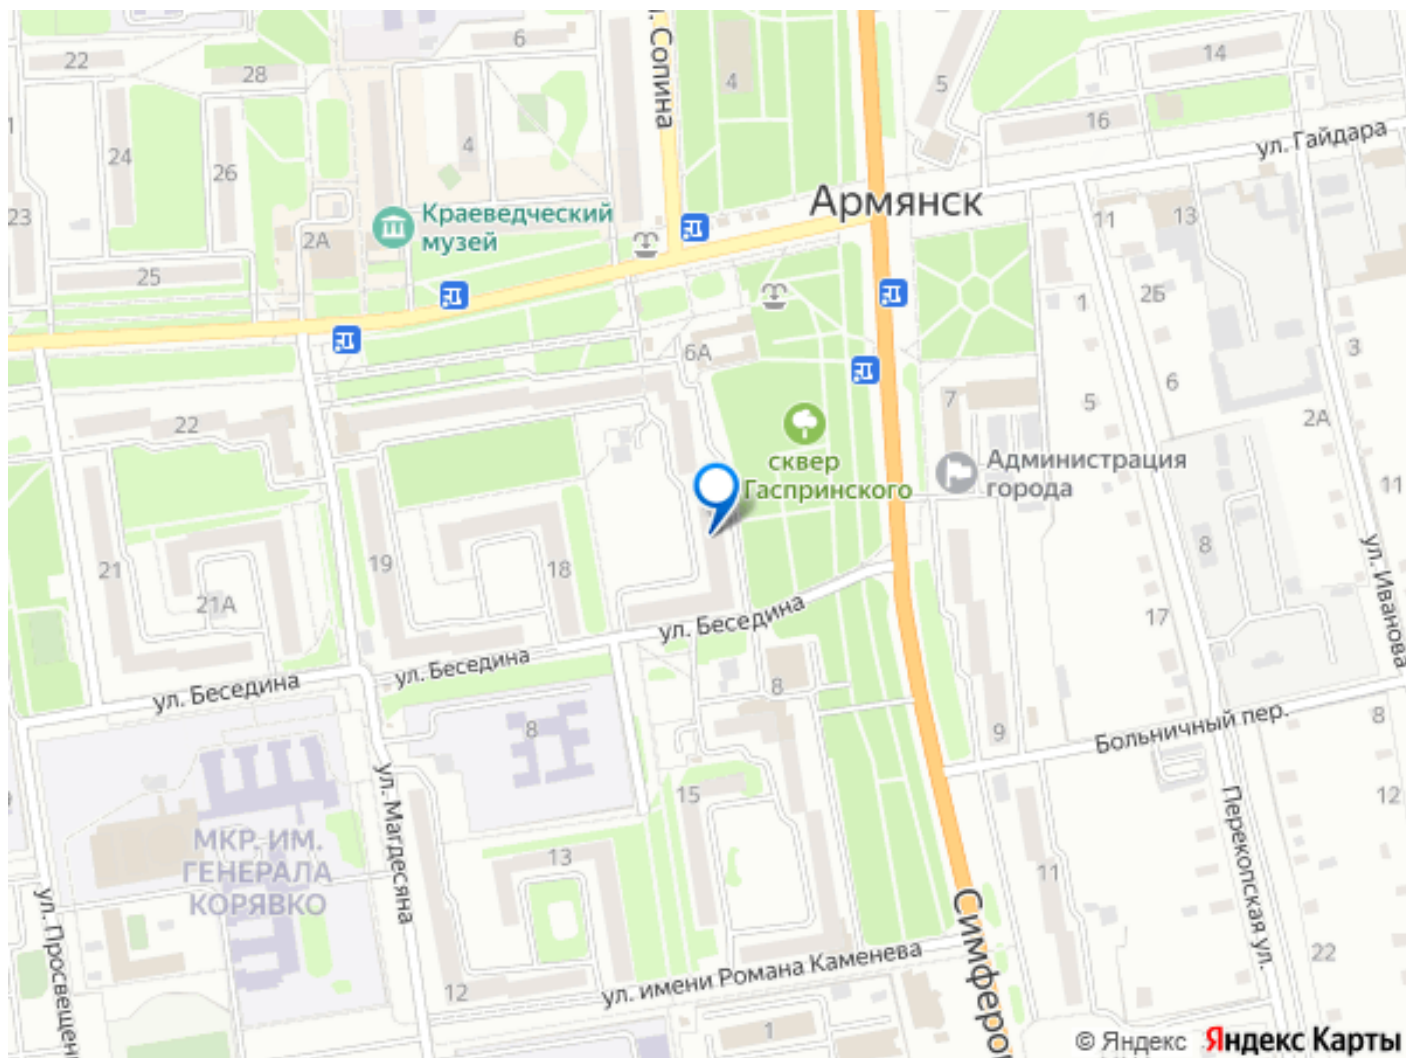 6
ул. Сопина
22
28
4
5
14
16
ул. Гайдара
24
26
4
23
2А
Краеведческий
музей
Армянск
11
13
25
1
2Б
6А
3
6
22
7
5
2А
сквер
Гаспринского
Администрация
города
11
21
19
18
8
21А
ул. Беседина
17
ул. Иванова
ул. Беседина
ул. Беседина
8
8
9
Больничный пер.
8
ул. Магдесяна
15
12
Перекопская ул.
МКР. ИМ.
ГЕНЕРАЛА
КОРЯВКО
13
11
ул. Просвещен
Симферо
22
12
ул. имени Романа Каменева
1
© Яндекс Яндекс Карты